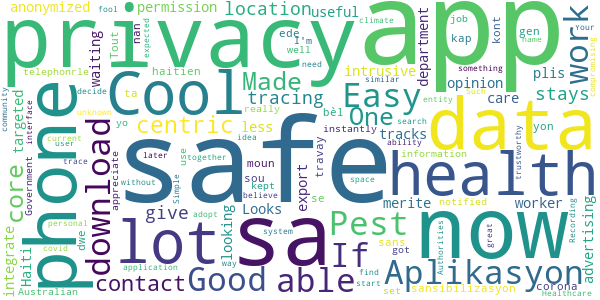 anonymized
permission
privacy
app
location
useful
ede
I'm
Tout
nan
expected
fool
waiting
well
department
job
kap
need
kont
gen
decide
name
climate
work
Your
something
compromising
telephonrle
haitien
intrusive
plis
opinion
stays
similar
such
community
phone
targeted
interface
Cool
Made
Easy
tracing
One
care
ta
centric
really
less
tracks
entity
data
yo
instantly
bèl
search
unknown
download
core
Government
current
user
trace
appreciate
later
use
together
moun
travay
ability
information
yon
trustworthy
safe
health
personal
without
idea
sou
kept
believe
space
Looks
export
se
merite
worker
Simple
adopt
system
way
Haiti
lot
give
looking
sa
If
Pest
now
notified
Authorities
great
Recording
advertising
integrate
covid
dwe
contact
Good
able
sans
got
find
start
Aplikasyon
Australian
application
set
sansibilizasyon
corona
Healthcare